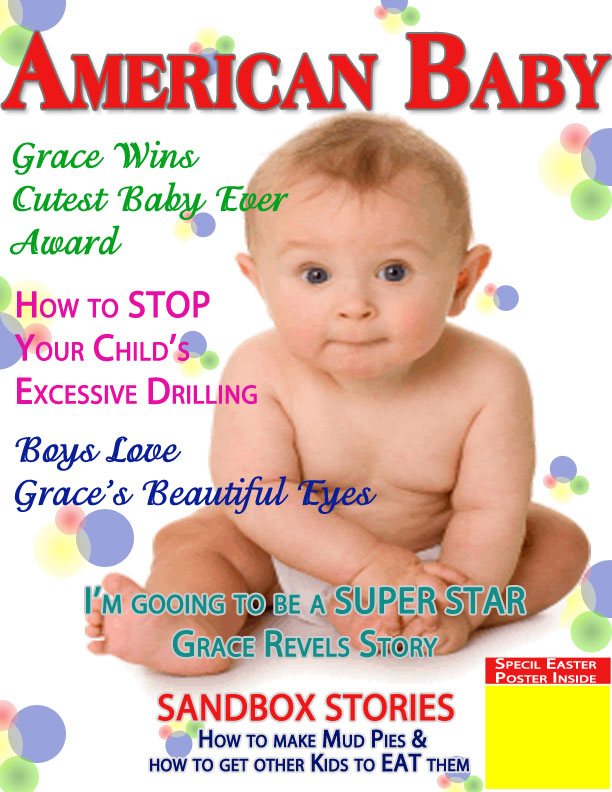 AMERICAN BABY
Grace Wins
Cutest Baby Ever
Award
HOW TO STOP
YOUR CHILD'S
EXCESSIVE DRILLING
Boys Love
Grace's Beautiful Eyes
I'M GOOING TO BE A SUPER STAR
GRACE REVELS STORY
SPECIL EASTER
POSTER INSIDE
SANDBOX STORIES
HOW TO MAKE MUD PIES &
HOW TO GET OTHER KIDS TO EAT THEM